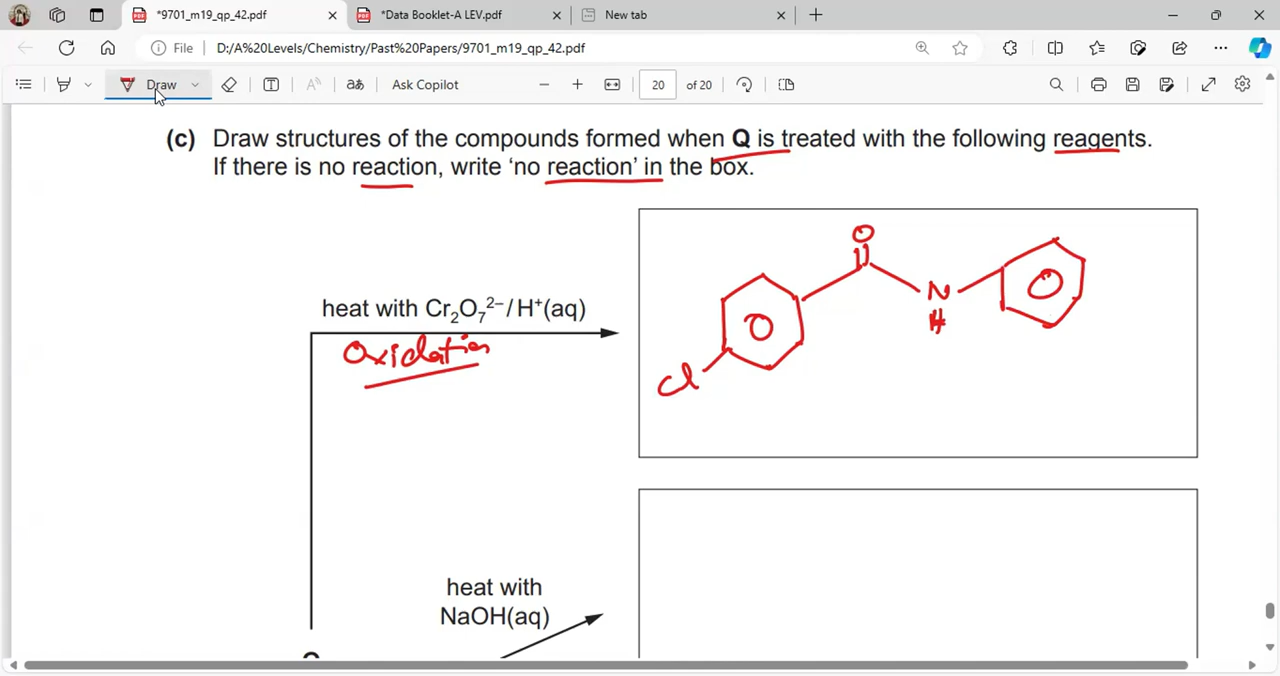 *9701_m19_qp_42.pdf
*Data Booklet-A LEV.pdf
New tab
File
D:/A%20Levels/Chemistry/Past%20Papers/9701_m19_qp_42.pdf
Draw
aあ
Ask Copilot
20
of 20
(c) Draw structures of the compounds formed when Q is treated with the following reagents.
If there is no reaction, write ‘no reaction’ in the box.
O
N
H
Cl
heat with Cr₂O₇²⁻ / H⁺(aq)
Oxidation
heat with
NaOH(aq)